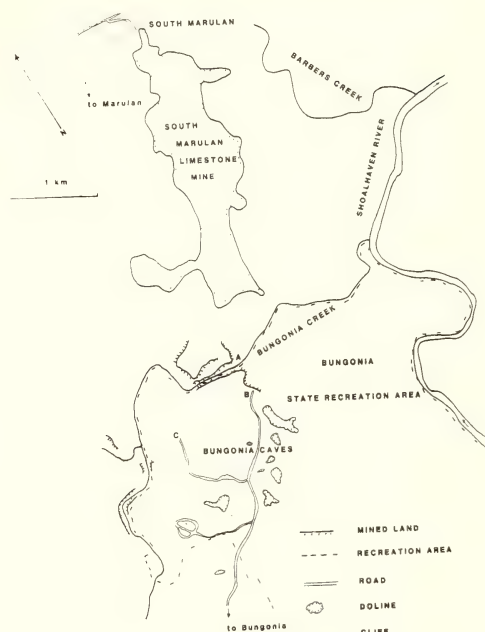 SOUTH MARULAN
BARBERS CREEK
to Marulan
SOUTH
MARULAN
LIMESTONE
MINE
1 km
SHOALHAVEN RIVER
BUNGONIA CREEK
A
BUNGONIA
B
STATE RECREATION AREA
C
BUNGONIA CAVES
MINED LAND
RECREATION AREA
ROAD
DOLINE
CLIFF
to Bungonia